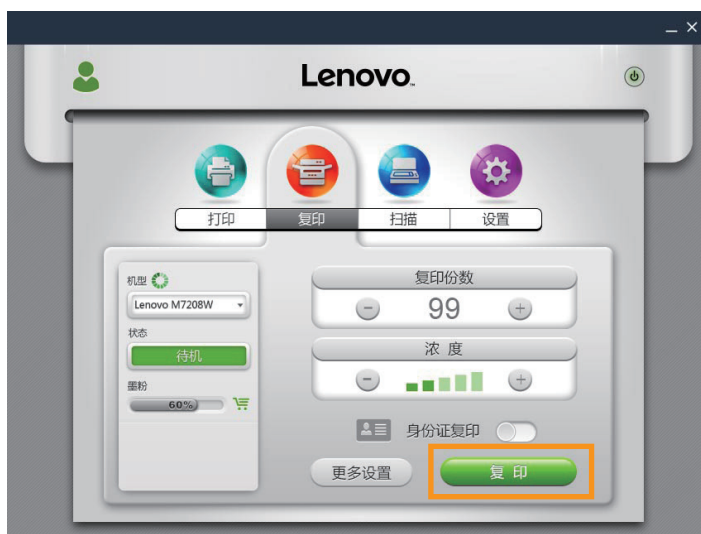 Lenovo
打印 复印 扫描 设置
机型
Lenovo M7208W
状态
待机
墨粉
60%
复印份数
99
浓 度
身份证复印
更多设置
复 印